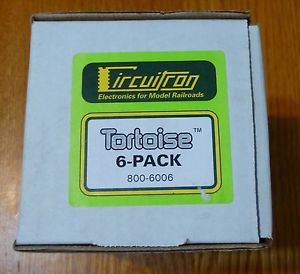 Circuitron
Electronics for Model Railroads
Tortoise™
6-PACK
800-6006